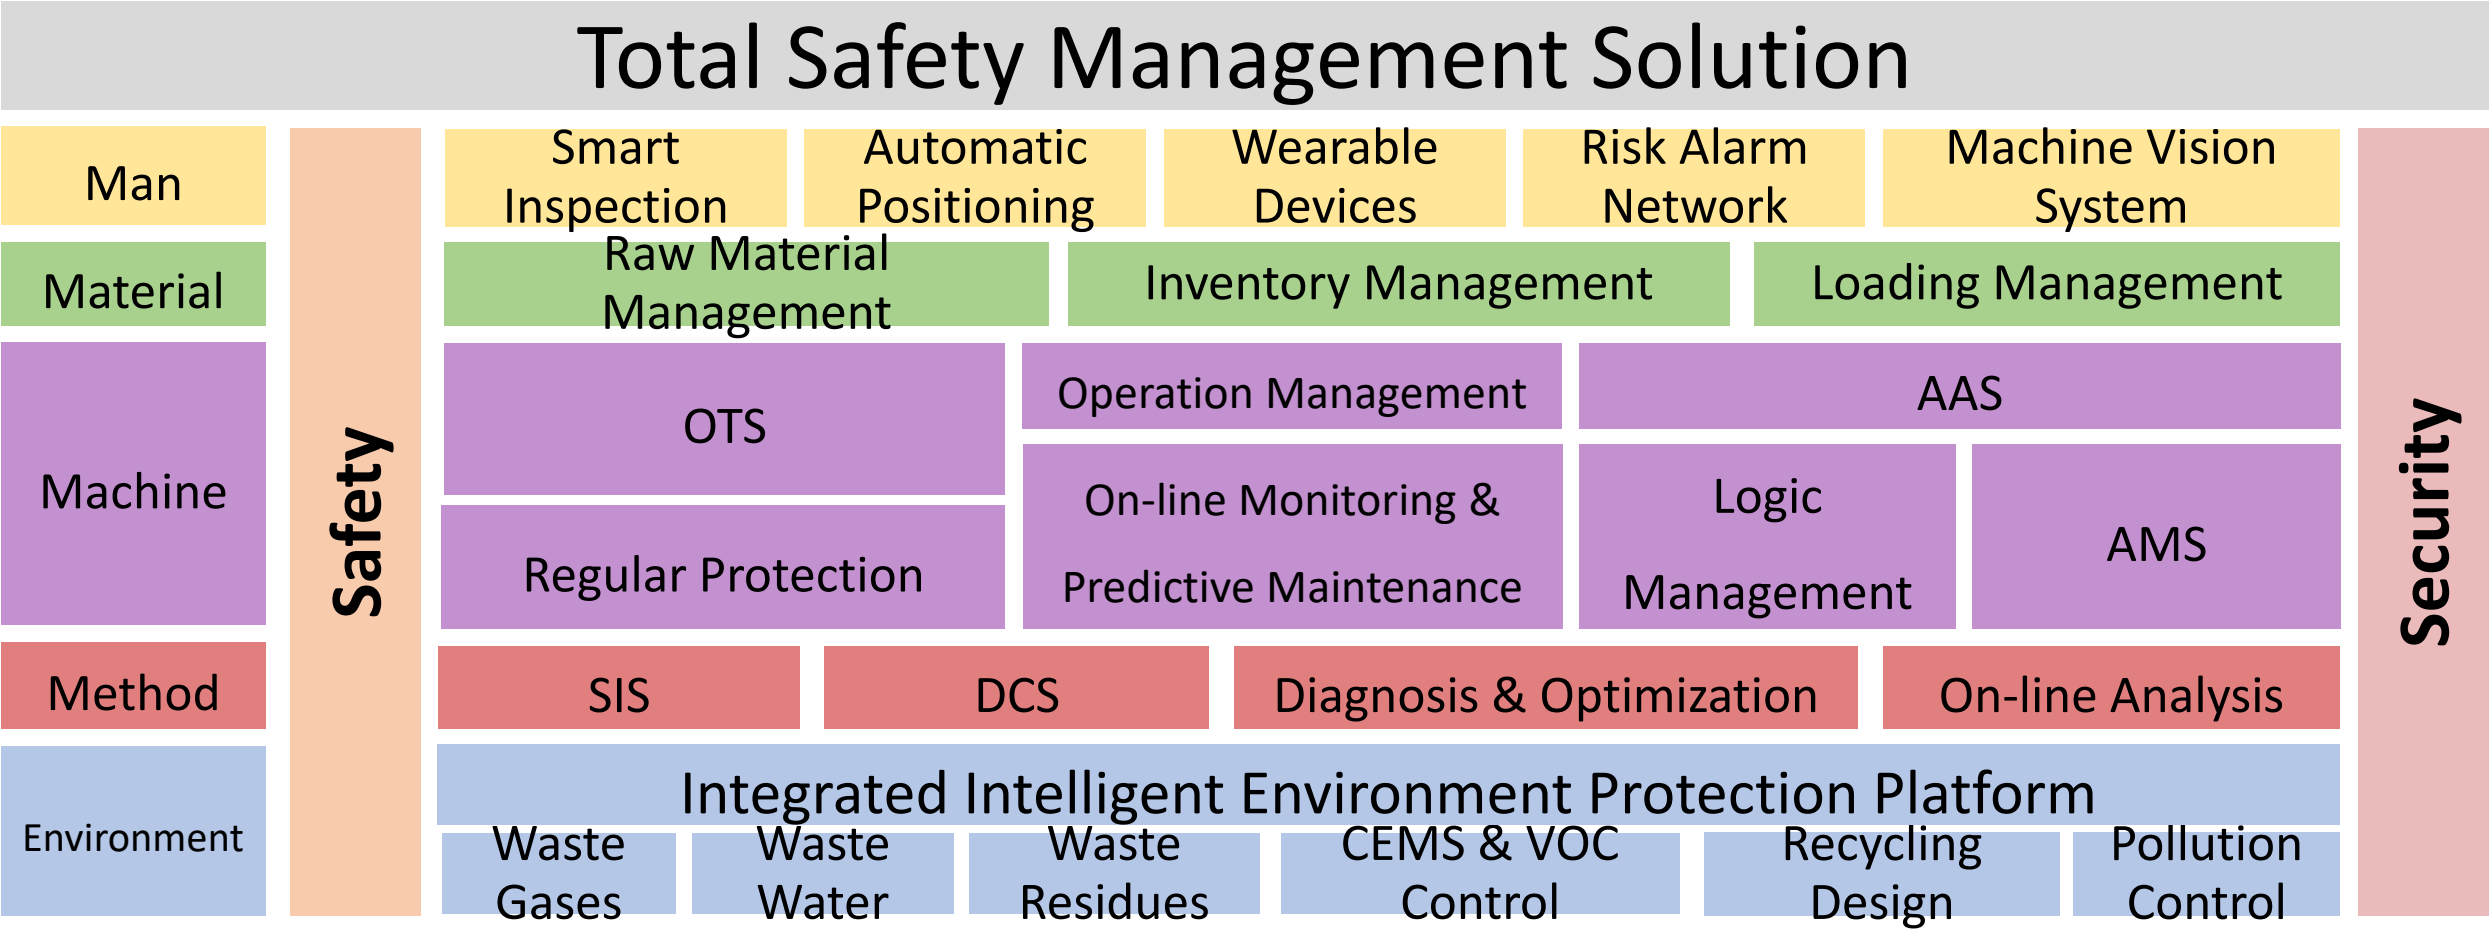 Total Safety Management Solution
Man
Safety
Smart
Inspection
Automatic
Positioning
Wearable
Devices
Risk Alarm
Network
Machine Vision
System
Security
Material
Raw Material
Management
Inventory Management
Loading Management
Machine
OTS
Regular Protection
Operation Management
On-line Monitoring &
Predictive Maintenance
AAS
Logic
Management
AMS
Method
SIS
DCS
Diagnosis & Optimization
On-line Analysis
Environment
Integrated Intelligent Environment Protection Platform
Waste
Gases
Waste
Water
Waste
Residues
CEMS & VOC
Control
Recycling
Design
Pollution
Control